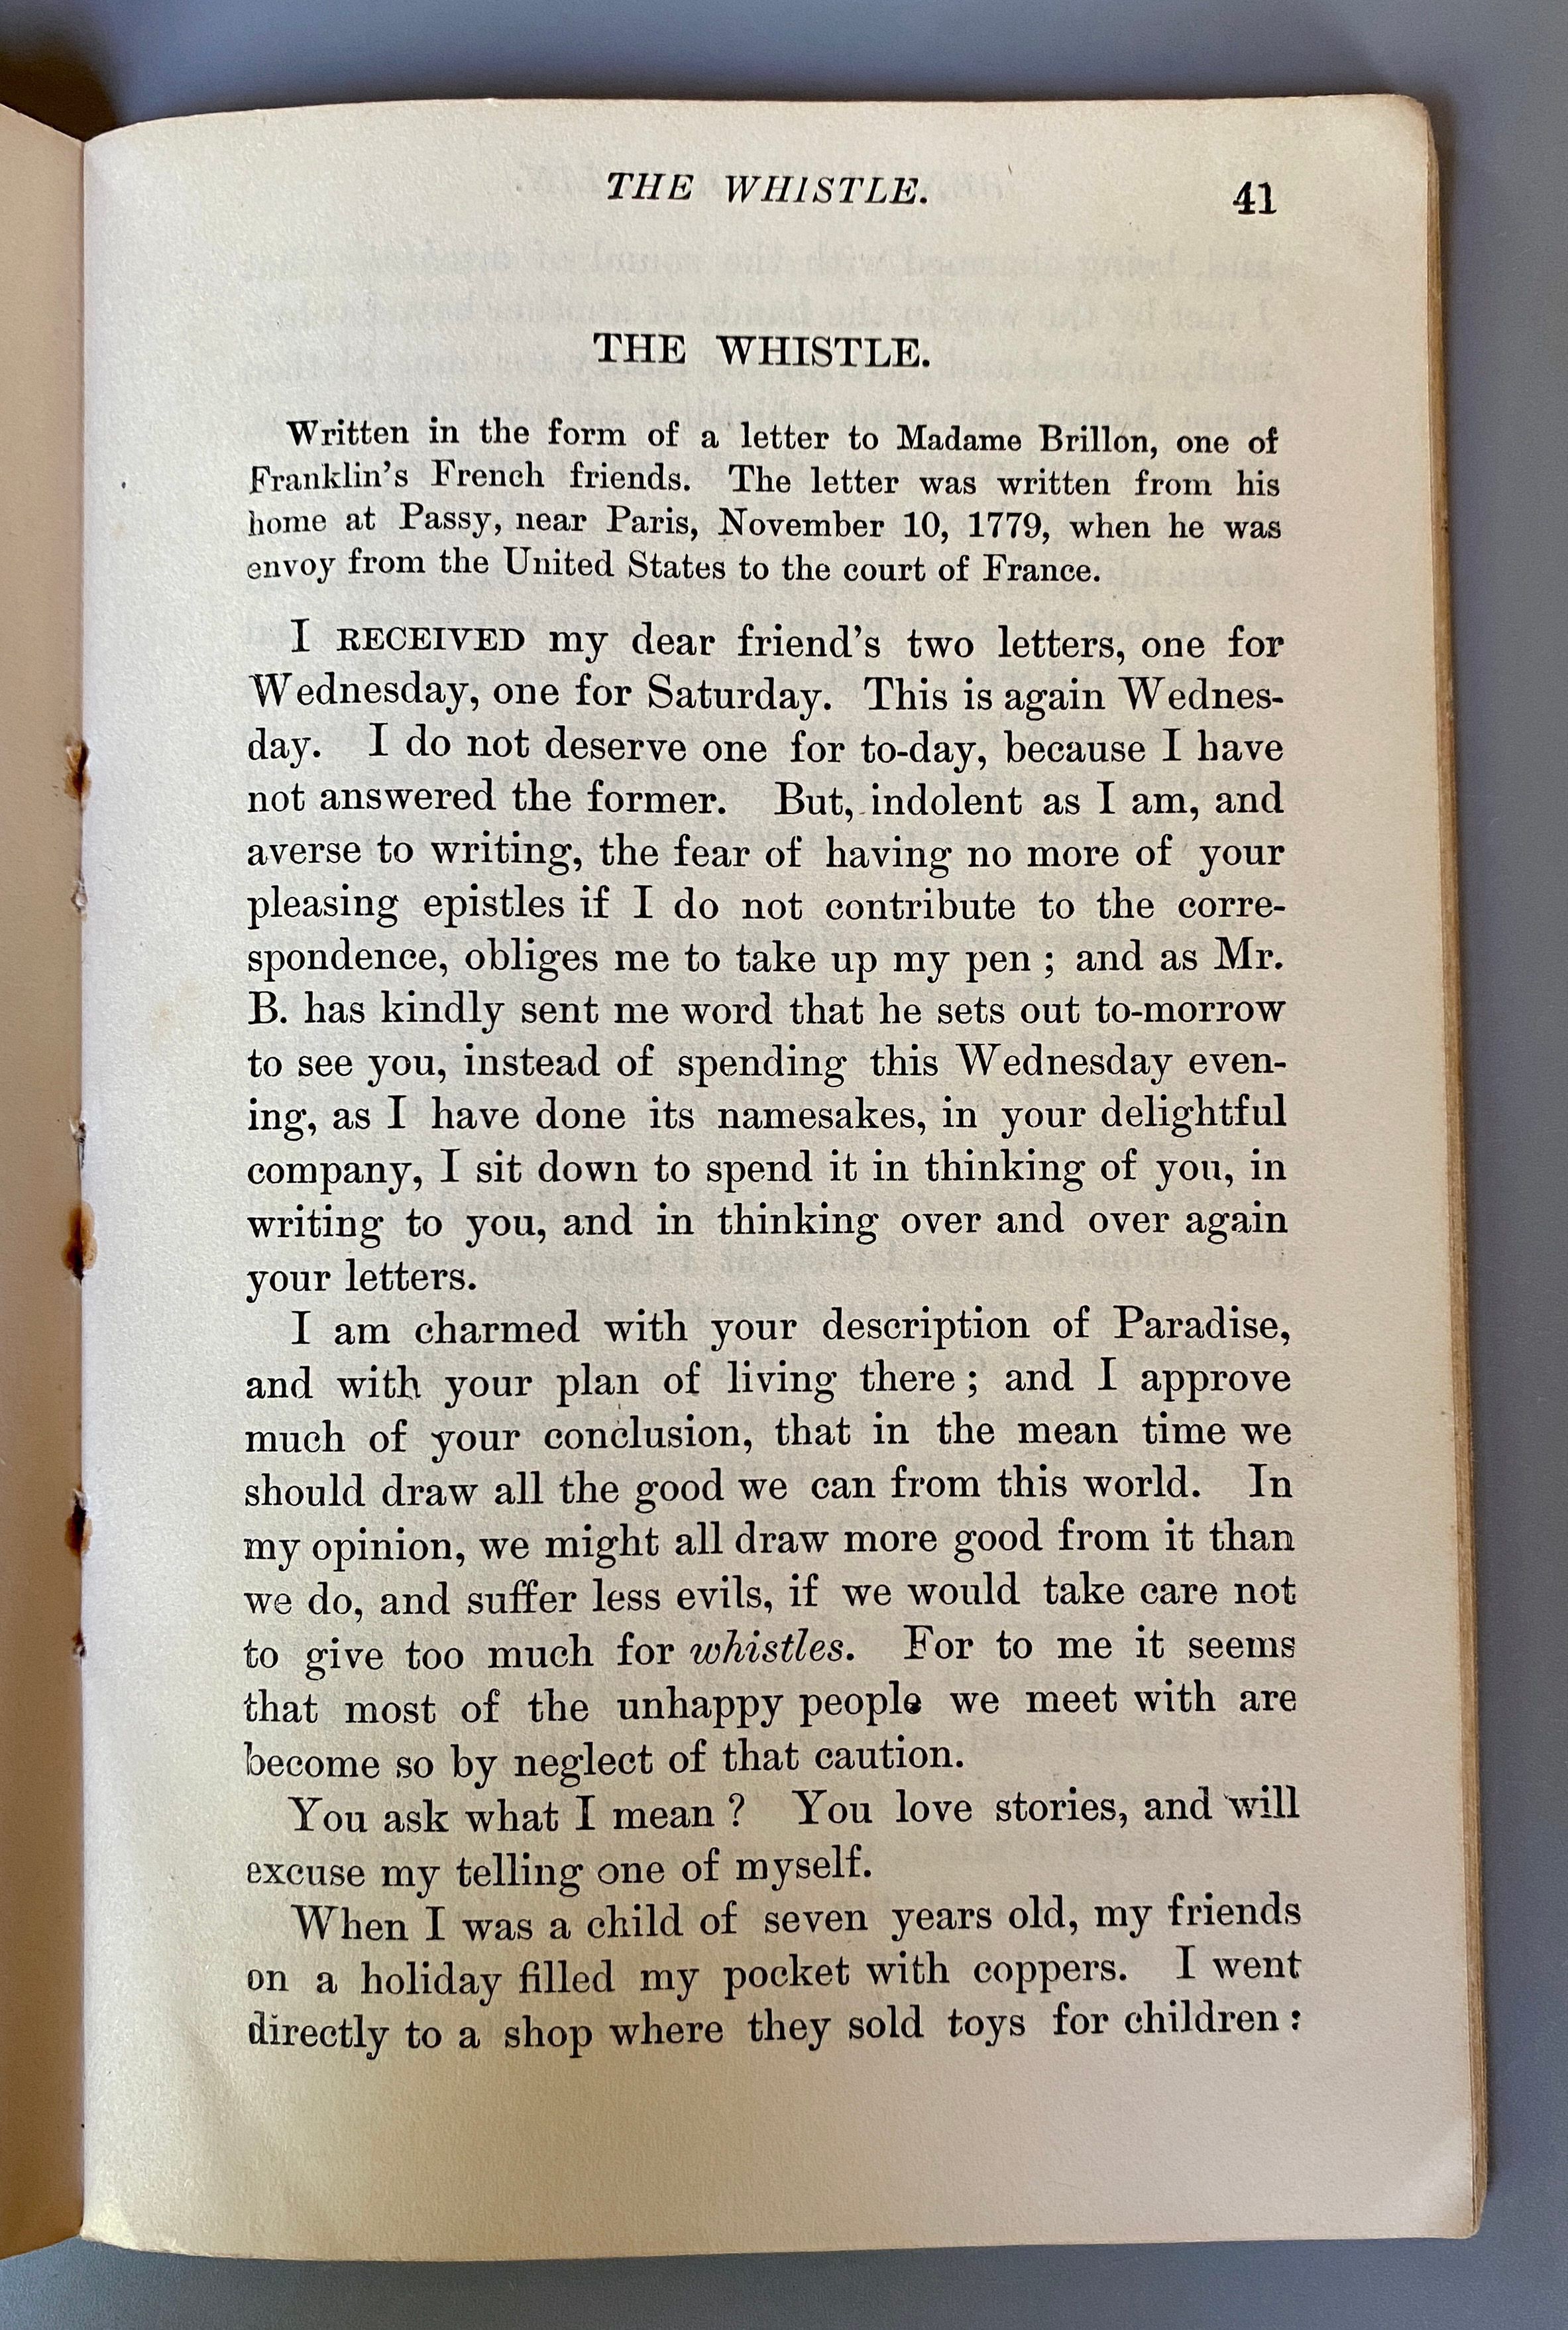 THE WHISTLE. 41
THE WHISTLE.
Written in the form of a letter to Madame Brillon, one of
Franklin's French friends. The letter was written from his
home at Passy, near Paris, November 10, 1779, when he was
envoy from the United States to the court of France.
I RECEIVED my dear friend's two letters, one for
Wednesday, one for Saturday. This is again Wednes-
day. I do not deserve one for to-day, because I have
not answered the former. But, indolent as I am, and
averse to writing, the fear of having no more of your
pleasing epistles if I do not contribute to the corre-
spondence, obliges me to take up my pen; and as Mr.
B. has kindly sent me word that he sets out to-morrow
to see you, instead of spending this Wednesday even-
ing, as I have done its namesakes, in your delightful
company, I sit down to spend it in thinking of you, in
writing to you, and in thinking over and over again
your letters.
I am charmed with your description of Paradise,
and with your plan of living there; and I approve
much of your conclusion, that in the mean time we
should draw all the good we can from this world. In
my opinion, we might all draw more good from it than
we do, and suffer less evils, if we would take care not
to give too much for whistles. For to me it seems
that most of the unhappy people we meet with are
become so by neglect of that caution.
You ask what I mean? You love stories, and will
excuse my telling one of myself.
When I was a child of seven years old, my friends
on a holiday filled my pocket with coppers. I went
directly to a shop where they sold toys for children: